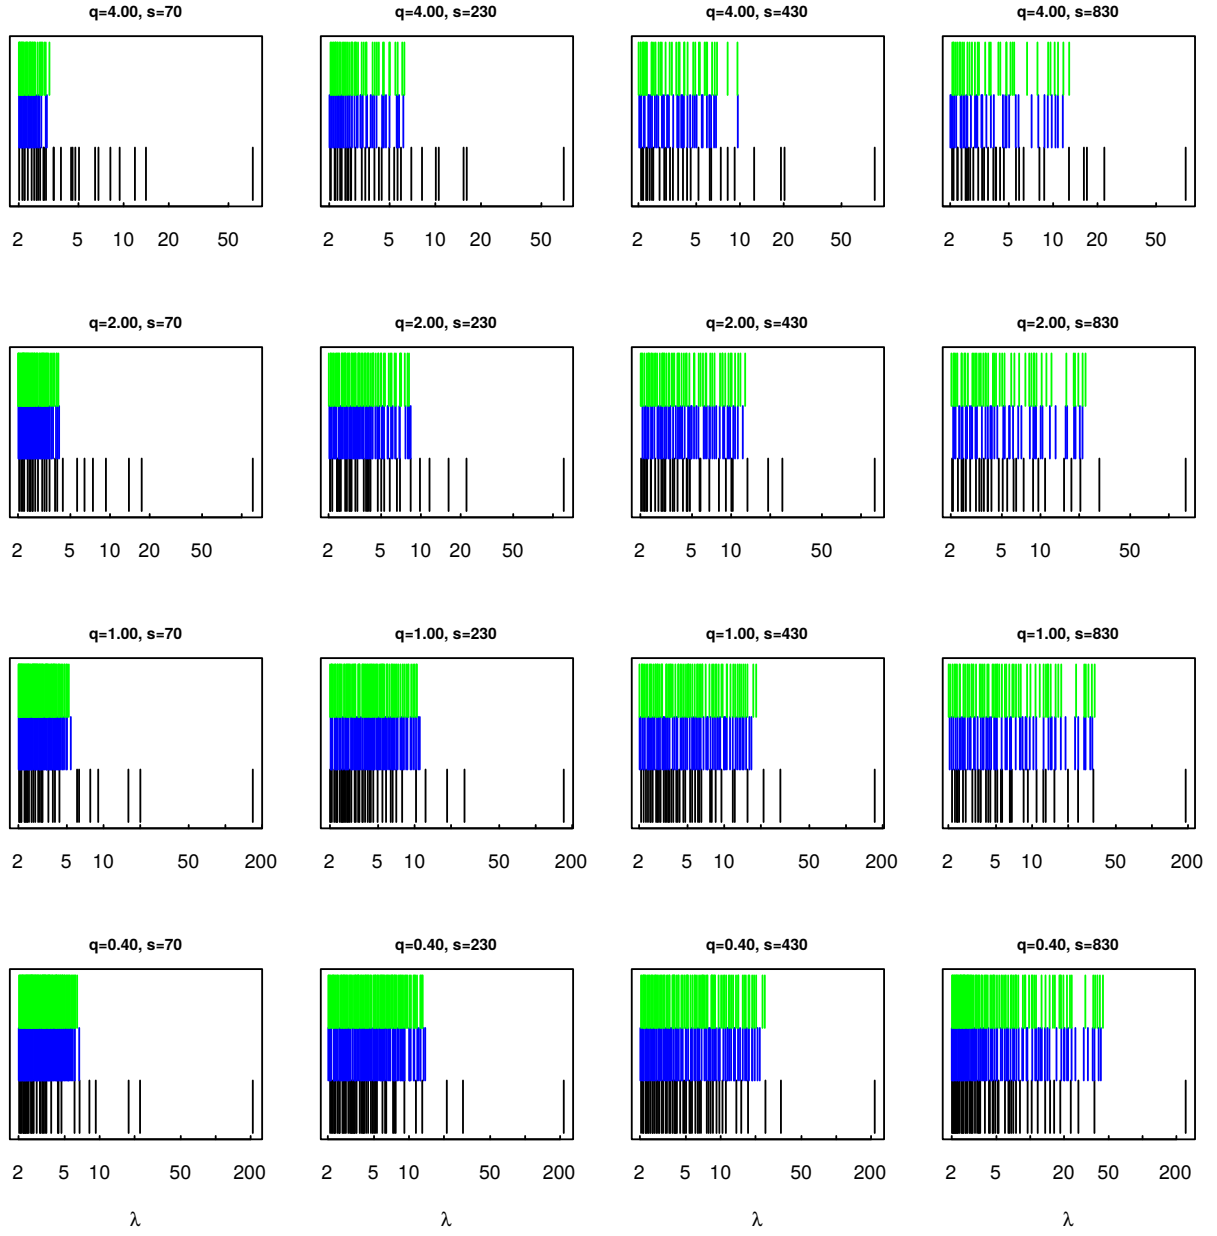 q=4.00, s=70 q=4.00, s=230 q=4.00, s=430 q=4.00, s=830
2 5 10 20 50 2 5 10 20 50 2 5 10 20 50 2 5 10 20 50
q=2.00, s=70 q=2.00, s=230 q=2.00, s=430 q=2.00, s=830
2 5 10 20 50 2 5 10 20 50 2 5 10 50 2 5 10 50
q=1.00, s=70 q=1.00, s=230 q=1.00, s=430 q=1.00, s=830
2 5 10 50 200 2 5 10 50 200 2 5 10 50 200 2 5 10 50 200
q=0.40, s=70 q=0.40, s=230 q=0.40, s=430 q=0.40, s=830
2 5 10 50 200 2 5 10 50 200 2 5 10 50 200 2 5 20 50 200
λ λ λ λ